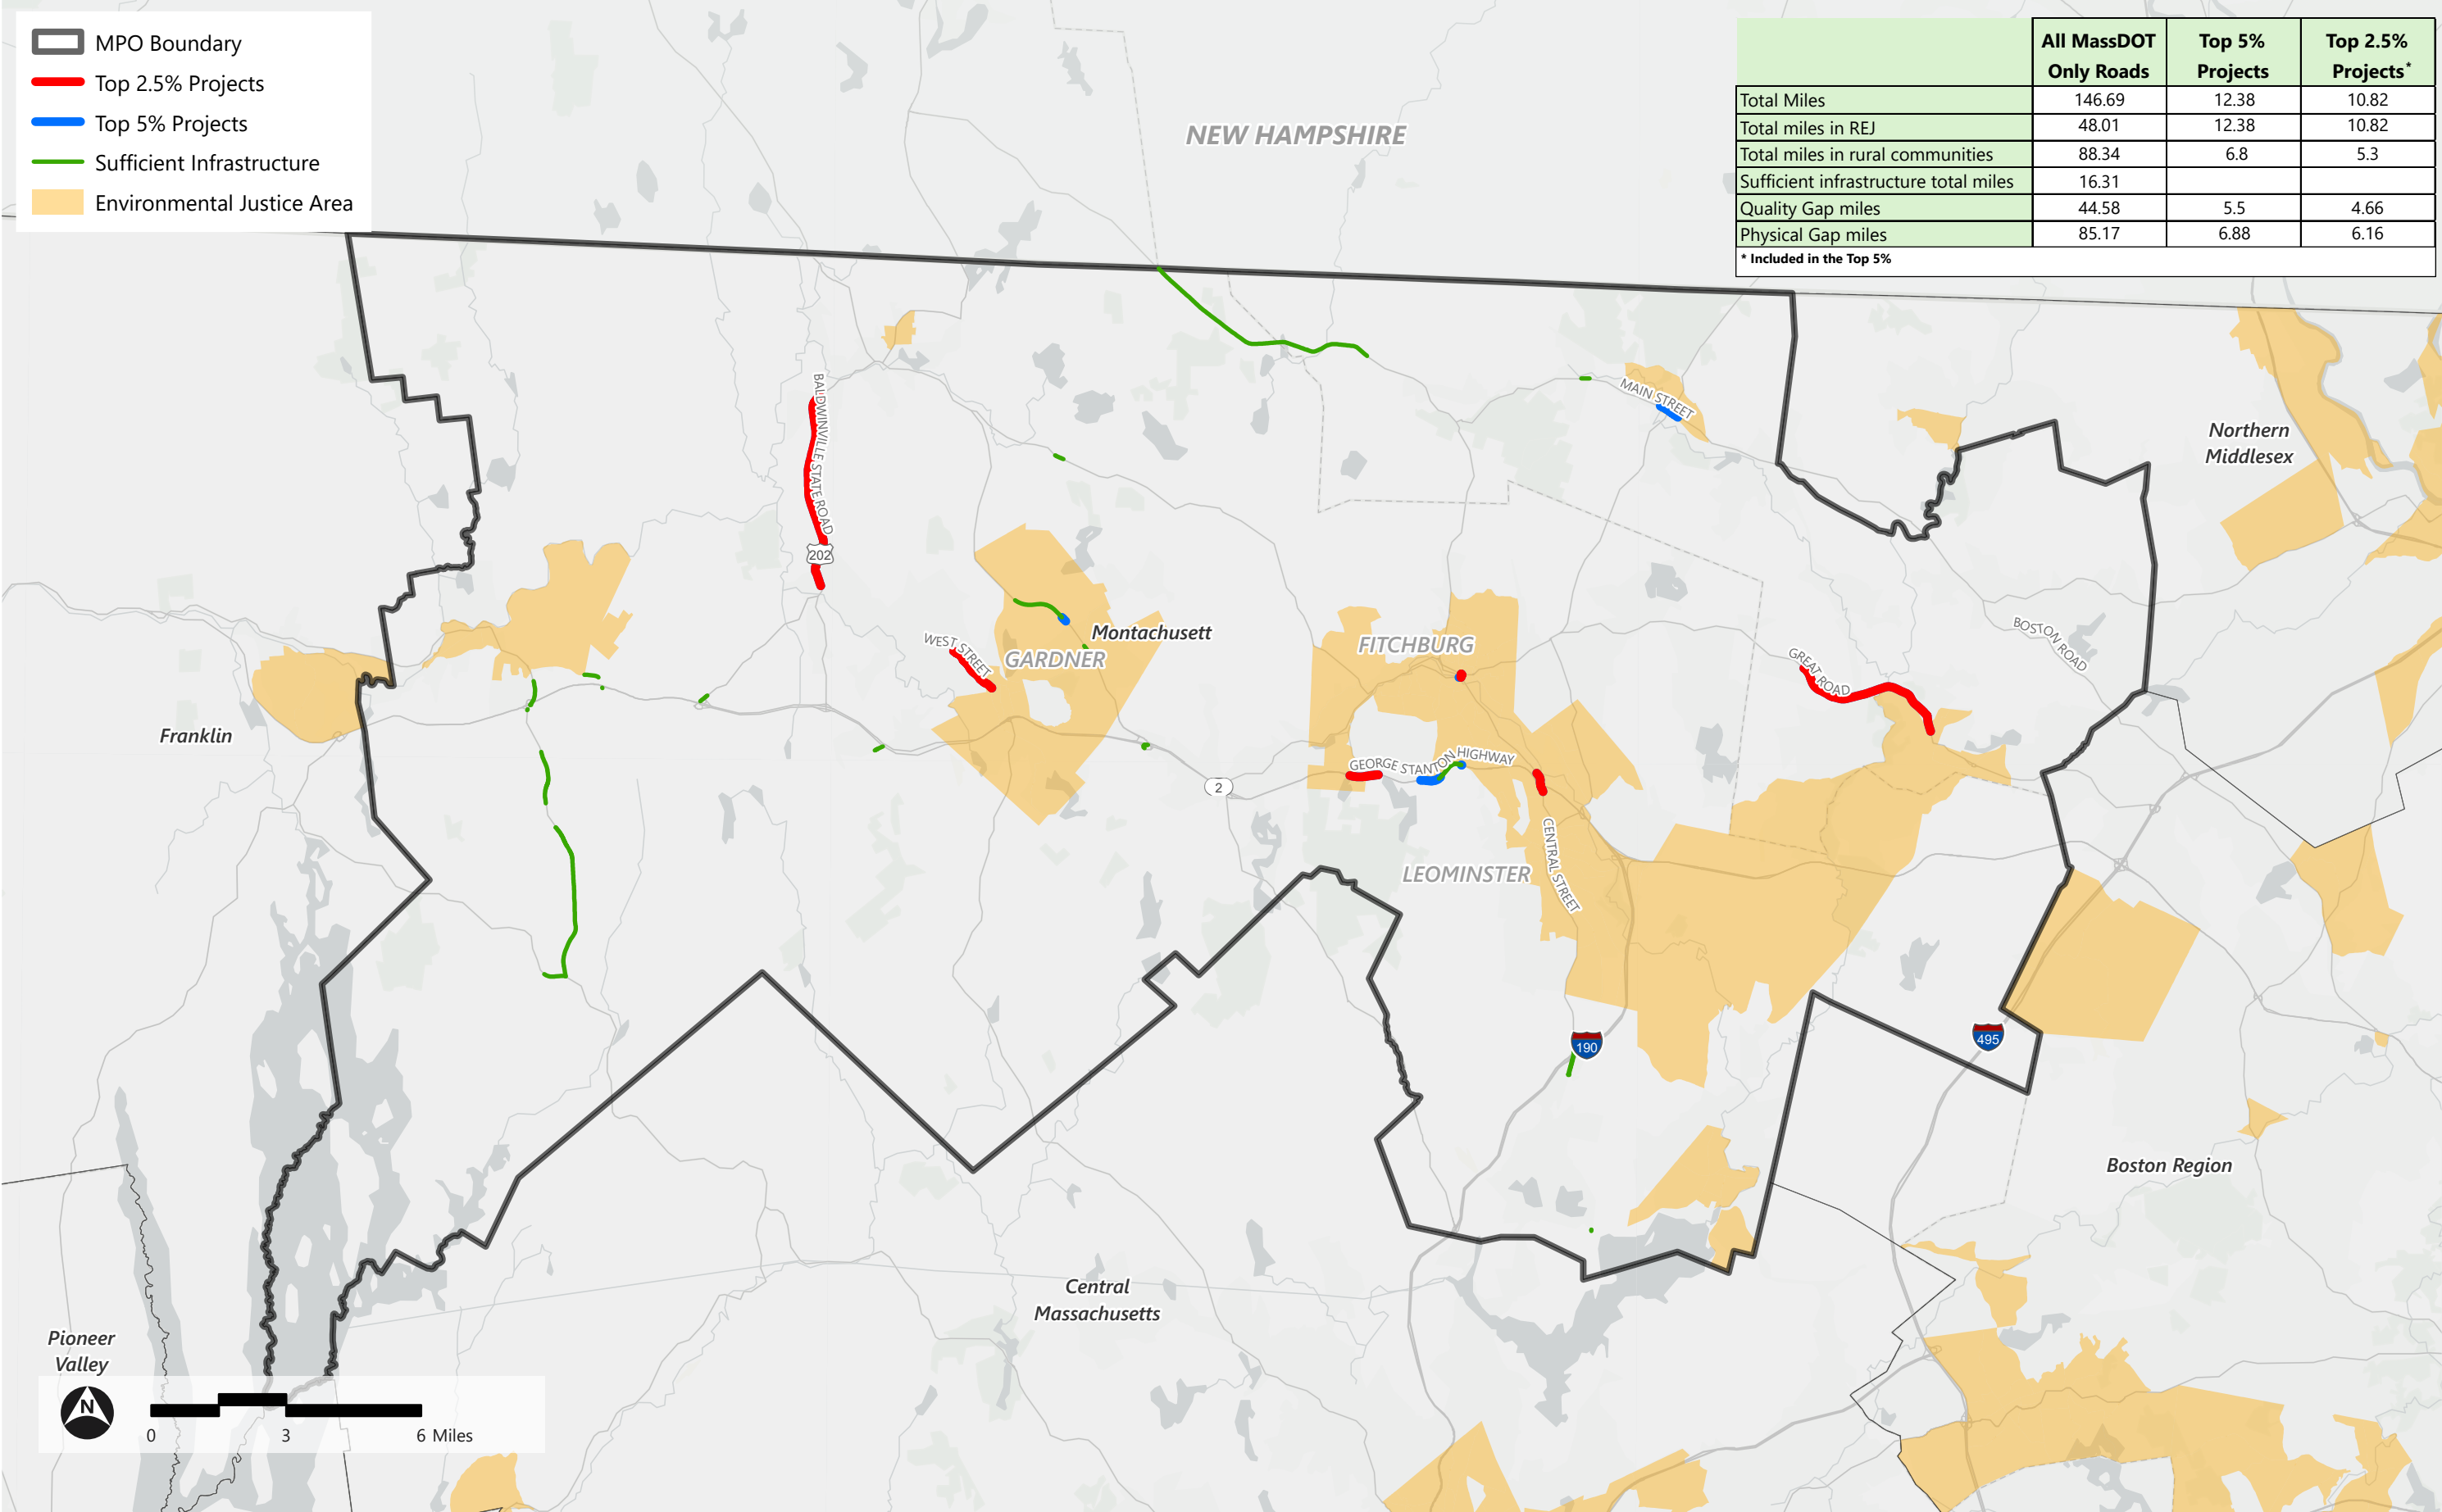 MPO Boundary
Top 2.5% Projects
Top 5% Projects
Sufficient Infrastructure
Environmental Justice Area
All MassDOT Only Roads Top 5% Projects Top 2.5% Projects*
Total Miles 146.69 12.38 10.82
Total miles in REJ 48.01 12.38 10.82
Total miles in rural communities 88.34 6.8 5.3
Sufficient infrastructure total miles 16.31
Quality Gap miles 44.58 5.5 4.66
Physical Gap miles 85.17 6.88 6.16
* Included in the Top 5%
NEW HAMPSHIRE
BALDWINVILLE STATE ROAD
202
MAIN STREET
Northern
Middlesex
WEST STREET
GARDNER
Montachusett
FITCHBURG
BOSTON ROAD
GREAT ROAD
Franklin
2
GEORGE STANTON HIGHWAY
CENTRAL STREET
LEOMINSTER
190
495
Boston Region
Central
Massachusetts
Pioneer
Valley
N
0 3 6 Miles